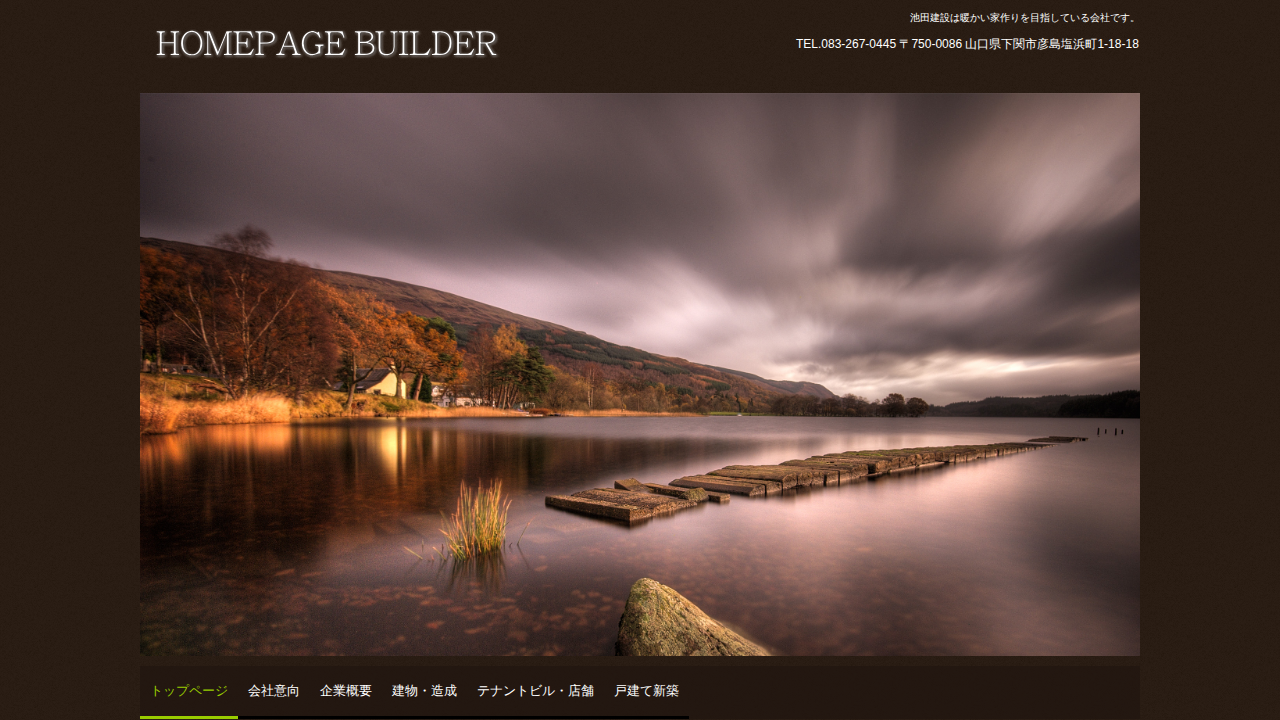 池田建設は暖かい家作りを目指している会社です。
HOMEPAGE BUILDER
TEL.083-267-0445 〒750-0086 山口県下関市彦島塩浜町1-18-18
トップページ 会社意向 企業概要 建物・造成 テナントビル・店舗 戸建て新築